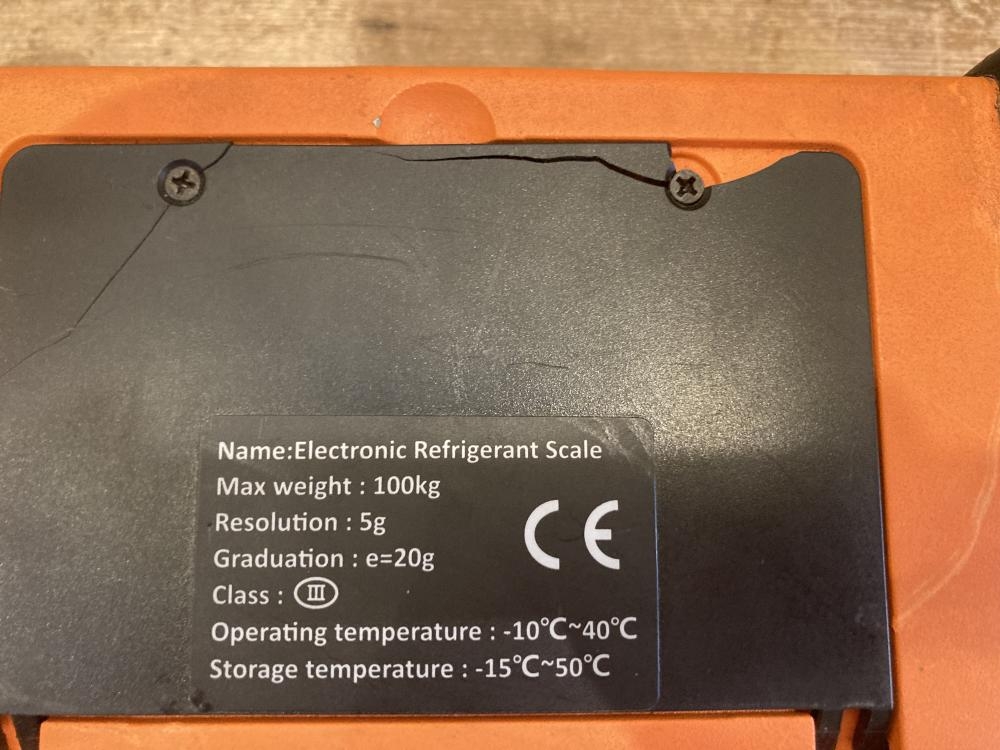 Name:Electronic Refrigerant Scale
Max weight : 100kg
Resolution : 5g
Graduation : e=20g
Class : III
Operating temperature : -10℃~40℃
Storage temperature : -15℃~50℃
CE